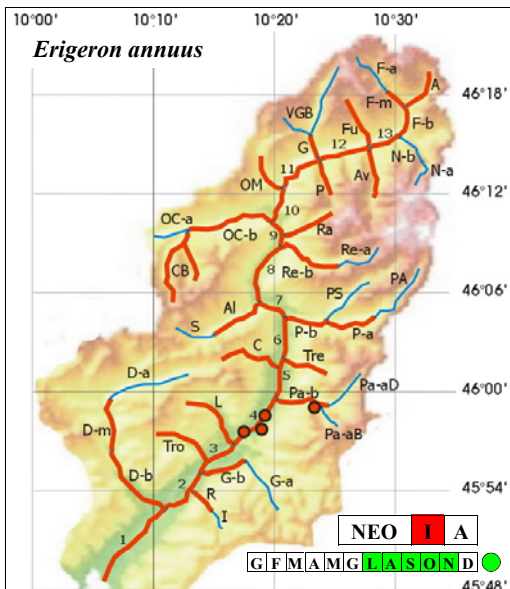 10°00' 10°10' 10°20' 10°30'
Erigeron annuus
F-a
A
46°18'
F-m
VGB
F-b
Fu
13
12
G
N-b
11
N-a
Av
OM
P
46°12'
10
OC-a
Ra
OC-b
9
Re-a
CB
8
Re-b
PA
PS
46°06'
7
Al
S
P-b
P-a
6
C
Tre
D-a
5
46°00'
Pa-aD
Pa-b
L
4
D-m
Pa-aB
Tro
3
D-b
G-b
G-a
2
45°54'
R
I
1
NEO I A
G F M A M G L A S O N D
45°48'